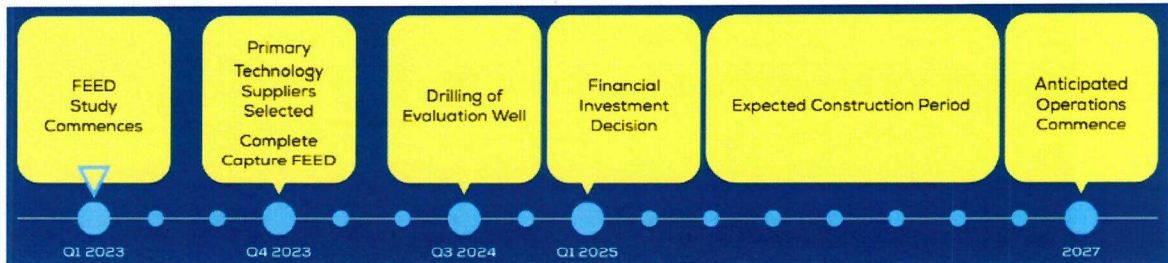 FEED
Study
Commences
Primary
Technology
Suppliers
Selected
Complete
Capture FEED
Drilling of
Evaluation Well
Financial
Investment
Decision
Expected Construction Period
Anticipated
Operations
Commence
Q1 2023
Q4 2023
Q3 2024
Q1 2025
2027